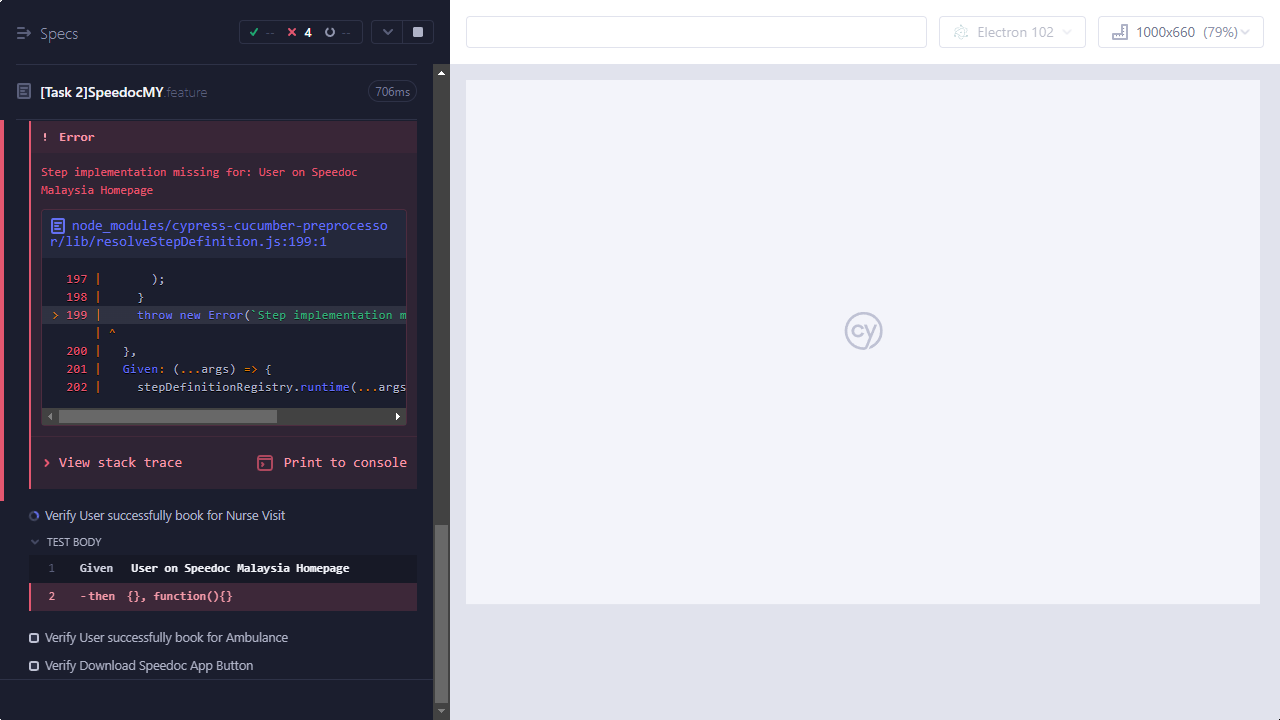 Specs
-- 4 --
Electron 102
1000x660 (79%)
[Task 2]SpeedocMY.feature
706ms
! Error
Step implementation missing for: User on Speedoc
Malaysia Homepage
node_modules/cypress-cucumber-preprocesso
r/lib/resolveStepDefinition.js:199:1
197 | );
198 | }
> 199 | throw new Error(`Step implementation m
| ^
200 | },
201 | Given: (...args) => {
202 | stepDefinitionRegistry.runtime(...args
View stack trace
Print to console
Verify User successfully book for Nurse Visit
TEST BODY
1 Given User on Speedoc Malaysia Homepage
2 -then {}, function(){}
Verify User successfully book for Ambulance
Verify Download Speedoc App Button
cy